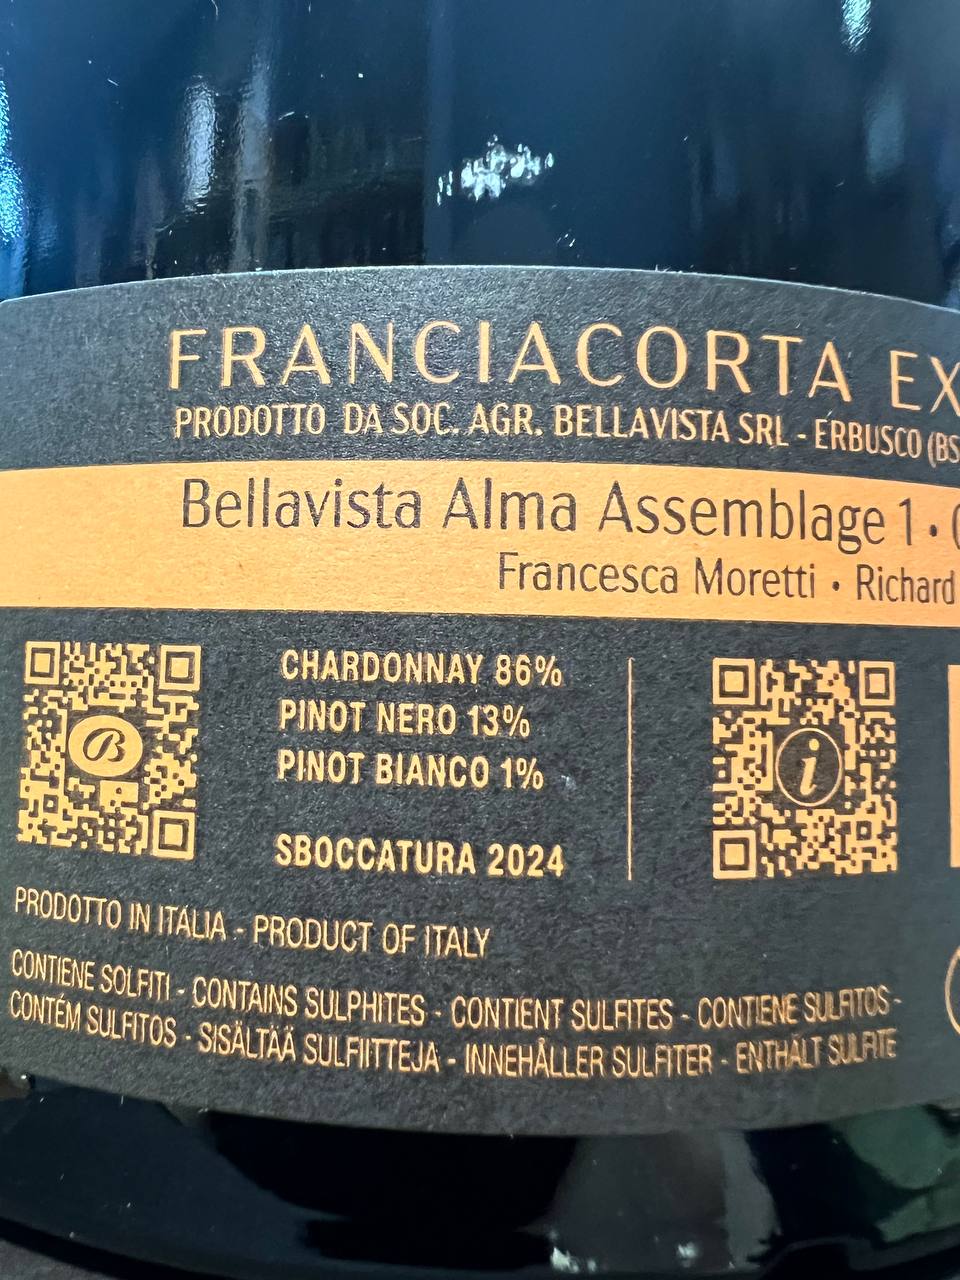 FRANCIACORTA EX
PRODOTTO DA SOC. AGR. BELLAVISTA SRL - ERBUSCO (BS
Bellavista Alma Assemblage 1 •
Francesca Moretti • Richard
B
CHARDONNAY 86%
PINOT NERO 13%
PINOT BIANCO 1%
SBOCCATURA 2024
i
PRODOTTO IN ITALIA - PRODUCT OF ITALY
CONTIENE SOLFITI - CONTAINS SULPHITES - CONTIENT SULFITES - CONTIENE SULFITOS -
CONTÉM SULFITOS - SISÄLTÄÄ SULFIITTEJA - INNEHÅLLER SULFITER - ENTHÄLT SULFITE